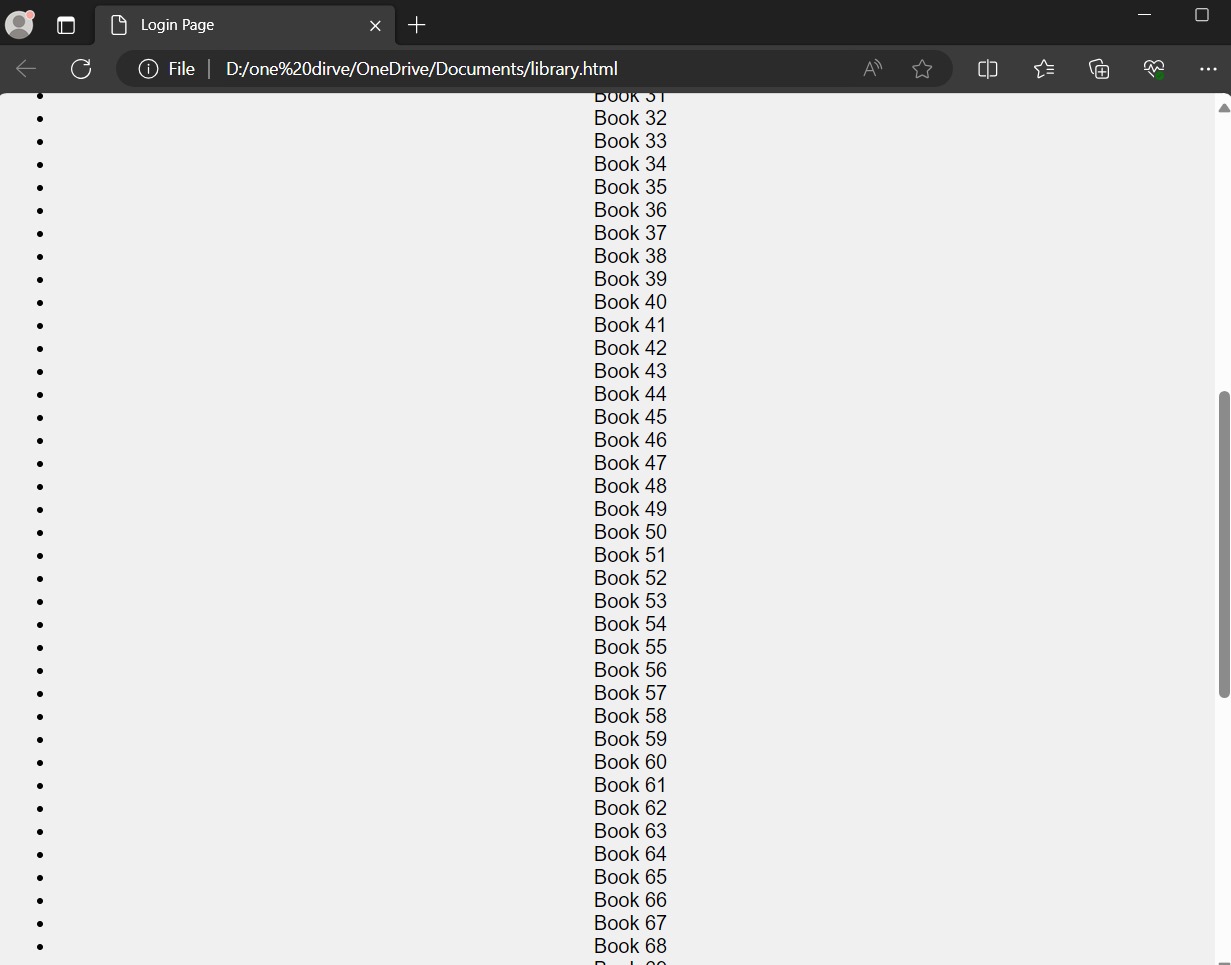 Login Page
File
D:/one%20dirve/OneDrive/Documents/library.html
Book 31
Book 32
Book 33
Book 34
Book 35
Book 36
Book 37
Book 38
Book 39
Book 40
Book 41
Book 42
Book 43
Book 44
Book 45
Book 46
Book 47
Book 48
Book 49
Book 50
Book 51
Book 52
Book 53
Book 54
Book 55
Book 56
Book 57
Book 58
Book 59
Book 60
Book 61
Book 62
Book 63
Book 64
Book 65
Book 66
Book 67
Book 68